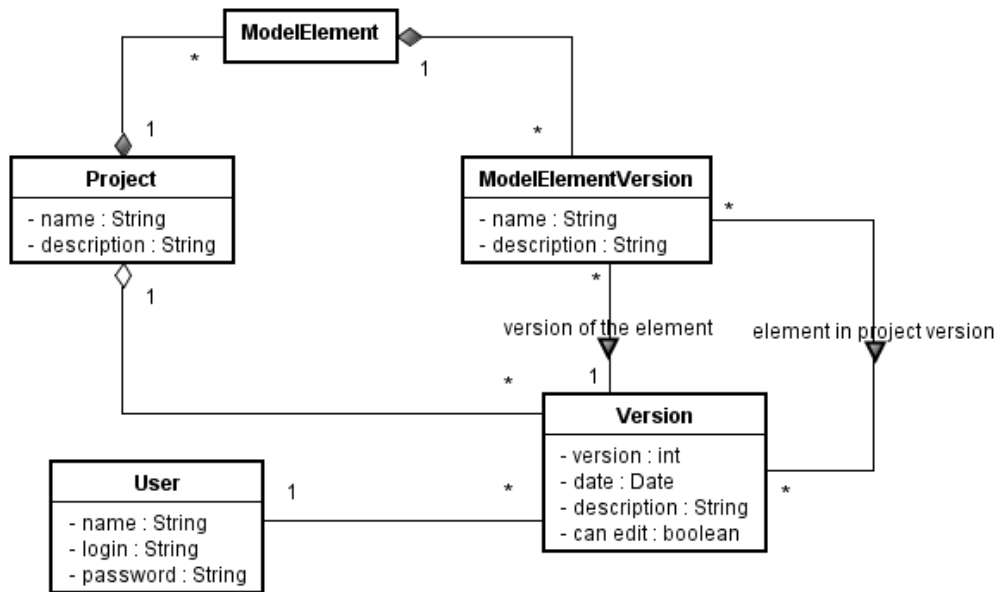 ModelElement
*
1
1
*
Project
- name : String
- description : String
ModelElementVersion
- name : String
- description : String
*
1
*
version of the element
element in project version
*
1
Version
- version : int
- date : Date
- description : String
- can edit : boolean
*
User
- name : String
- login : String
- password : String
1
*